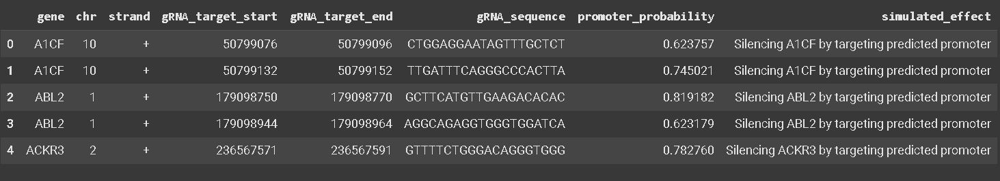 gene chr strand gRNA_target_start gRNA_target_end gRNA_sequence promoter_probability simulated_effect
0 A1CF 10 + 50799076 50799096 CTGGAGGAATAGTTTGCTCT 0.623757 Silencing A1CF by targeting predicted promoter
1 A1CF 10 + 50799132 50799152 TTGATTTCAGGGCCCACTTA 0.745021 Silencing A1CF by targeting predicted promoter
2 ABL2 1 + 179098750 179098770 GCTTCATGTTGAAGACACAC 0.819182 Silencing ABL2 by targeting predicted promoter
3 ABL2 1 + 179098944 179098964 AGGCAGAGGTGGGTGGATCA 0.623179 Silencing ABL2 by targeting predicted promoter
4 ACKR3 2 + 236567571 236567591 GTTTTCTGGGACAGGGTGGG 0.782760 Silencing ACKR3 by targeting predicted promoter